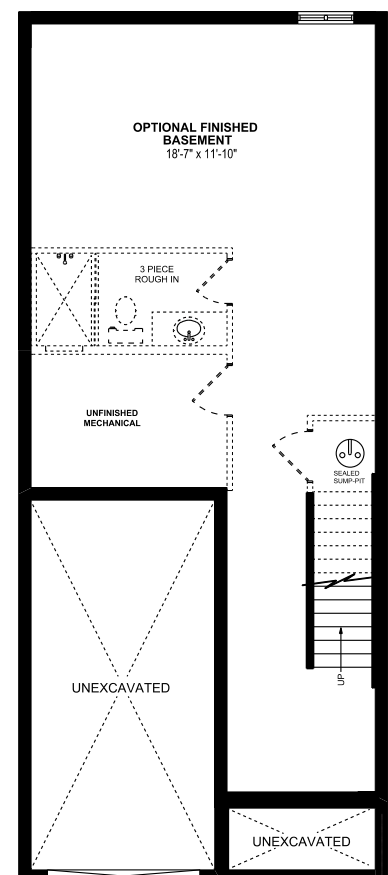 OPTIONAL FINISHED
BASEMENT
18'-7" x 11'-10"
3 PIECE
ROUGH IN
UNFINISHED
MECHANICAL
SEALED
SUMP-PIT
UP
UNEXCAVATED
UNEXCAVATED